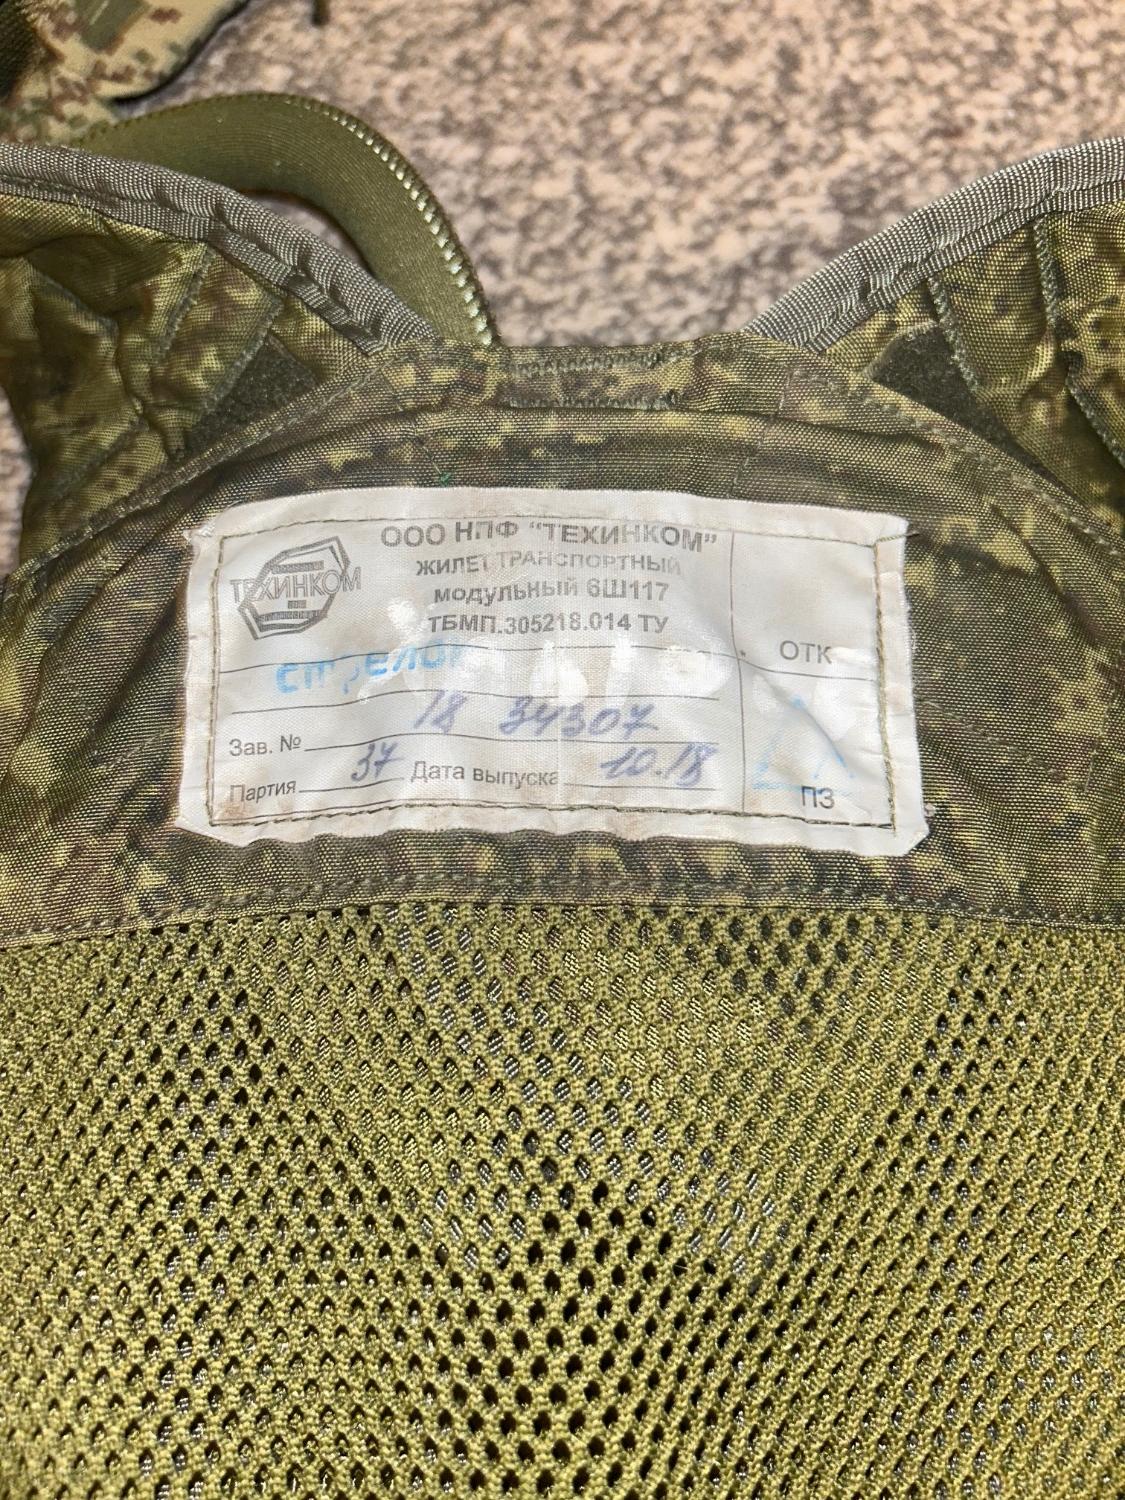 ООО НПФ “ТЕХИНКОМ”
ТЕХИНКОМ
ЖИЛЕТ ТРАНСПОРТНЫЙ
модульный 6Ш117
ТБМП.305218.014 ТУ
стрелок
ОТК
Зав. № 18 34307
Партия 37 Дата выпуска 10.18
ПЗ